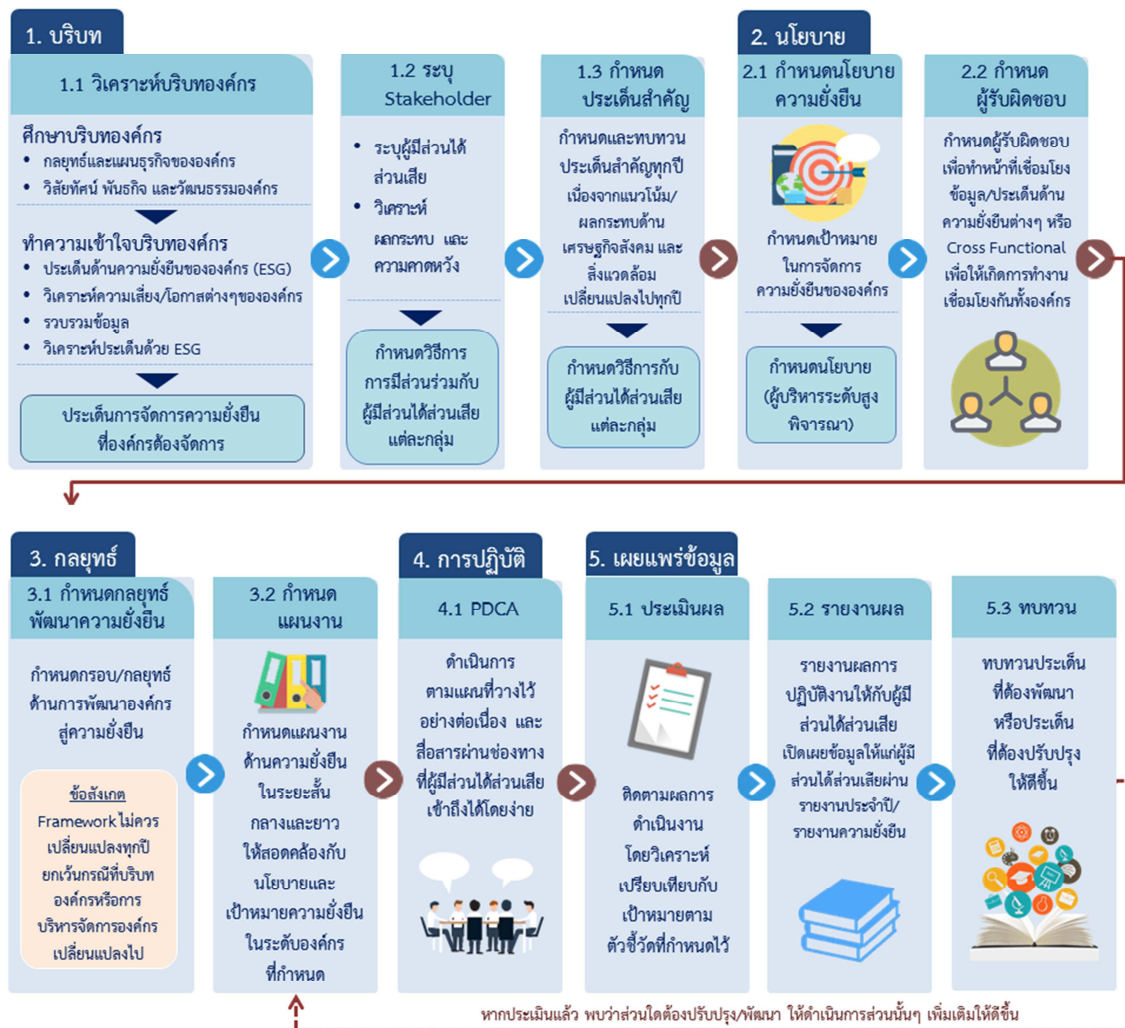 1. บริบท
1.1 วิเคราะห์บริบทองค์กร
ศึกษาบริบทองค์กร
• กลยุทธ์และแผนธุรกิจขององค์กร
• วิสัยทัศน์ พันธกิจ และวัฒนธรรมองค์กร
ทำความเข้าใจบริบทองค์กร
• ประเด็นด้านความยั่งยืนขององค์กร (ESG)
• วิเคราะห์ความเสี่ยง/โอกาสต่างๆขององค์กร
• รวบรวมข้อมูล
• วิเคราะห์ประเด็นด้วย ESG
ประเด็นการจัดการความยั่งยืน
ที่องค์กรต้องจัดการ
1.2 ระบุ
Stakeholder
• ระบุผู้มีส่วนได้
ส่วนเสีย
• วิเคราะห์
ผลกระทบ และ
ความคาดหวัง
กำหนดวิธีการ
การมีส่วนร่วมกับ
ผู้มีส่วนได้ส่วนเสีย
แต่ละกลุ่ม
1.3 กำหนด
ประเด็นสำคัญ
กำหนดและทบทวน
ประเด็นสำคัญทุกปี
เนื่องจากแนวโน้ม/
ผลกระทบด้าน
เศรษฐกิจสังคม และ
สิ่งแวดล้อม
เปลี่ยนแปลงไปทุกปี
กำหนดวิธีการกับ
ผู้มีส่วนได้ส่วนเสีย
แต่ละกลุ่ม
2. นโยบาย
2.1 กำหนดนโยบาย
ความยั่งยืน
กำหนดเป้าหมาย
ในการจัดการ
ความยั่งยืนขององค์กร
กำหนดนโยบาย
(ผู้บริหารระดับสูง
พิจารณา)
2.2 กำหนด
ผู้รับผิดชอบ
กำหนดผู้รับผิดชอบ
เพื่อทำหน้าที่เชื่อมโยง
ข้อมูล/ประเด็นด้าน
ความยั่งยืนต่างๆ หรือ
Cross Functional
เพื่อให้เกิดการทำงาน
เชื่อมโยงกันทั้งองค์กร
3. กลยุทธ์
3.1 กำหนดกลยุทธ์
พัฒนาความยั่งยืน
กำหนดกรอบ/กลยุทธ์
ด้านการพัฒนาองค์กร
สู่ความยั่งยืน
ข้อสังเกต
Framework ไม่ควร
เปลี่ยนแปลงทุกปี
ยกเว้นกรณีที่บริบท
องค์กรหรือการ
บริหารจัดการองค์กร
เปลี่ยนแปลงไป
3.2 กำหนด
แผนงาน
กำหนดแผนงาน
ด้านความยั่งยืน
ในระยะสั้น
กลางและยาว
ให้สอดคล้องกับ
นโยบายและ
เป้าหมายความยั่งยืน
ในระดับองค์กร
ที่กำหนด
4. การปฏิบัติ
4.1 PDCA
ดำเนินการ
ตามแผนที่วางไว้
อย่างต่อเนื่อง และ
สื่อสารผ่านช่องทาง
ที่ผู้มีส่วนได้ส่วนเสีย
เข้าถึงได้โดยง่าย
5. เผยแพร่ข้อมูล
5.1 ประเมินผล
ติดตามผลการ
ดำเนินงาน
โดยวิเคราะห์
เปรียบเทียบกับ
เป้าหมายตาม
ตัวชี้วัดที่กำหนดไว้
5.2 รายงานผล
รายงานผลการ
ปฏิบัติงานให้กับผู้มี
ส่วนได้ส่วนเสีย
เปิดเผยข้อมูลให้แก่ผู้มี
ส่วนได้ส่วนเสียผ่าน
รายงานประจำปี/
รายงานความยั่งยืน
5.3 ทบทวน
ทบทวนประเด็น
ที่ต้องพัฒนา
หรือประเด็น
ที่ต้องปรับปรุง
ให้ดีขึ้น
หากประเมินแล้ว พบว่าส่วนใดต้องปรับปรุง/พัฒนา ให้ดำเนินการส่วนนั้นๆ เพิ่มเติมให้ดีขึ้น